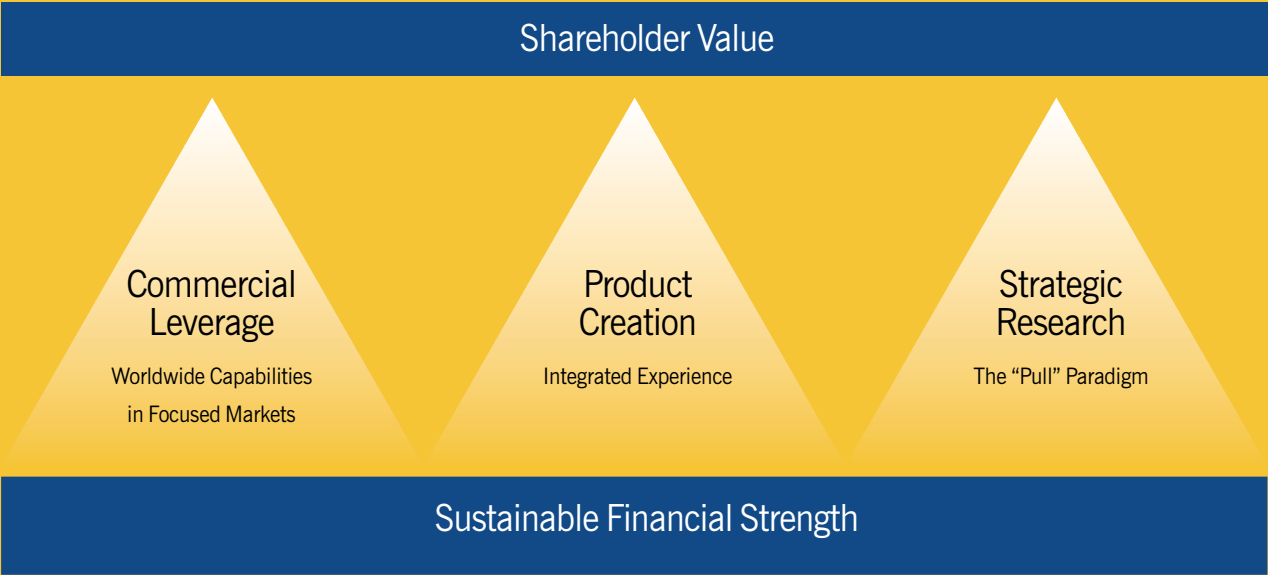 Shareholder Value
Commercial
Leverage
Worldwide Capabilities
in Focused Markets
Product
Creation
Integrated Experience
Strategic
Research
The “Pull” Paradigm
Sustainable Financial Strength